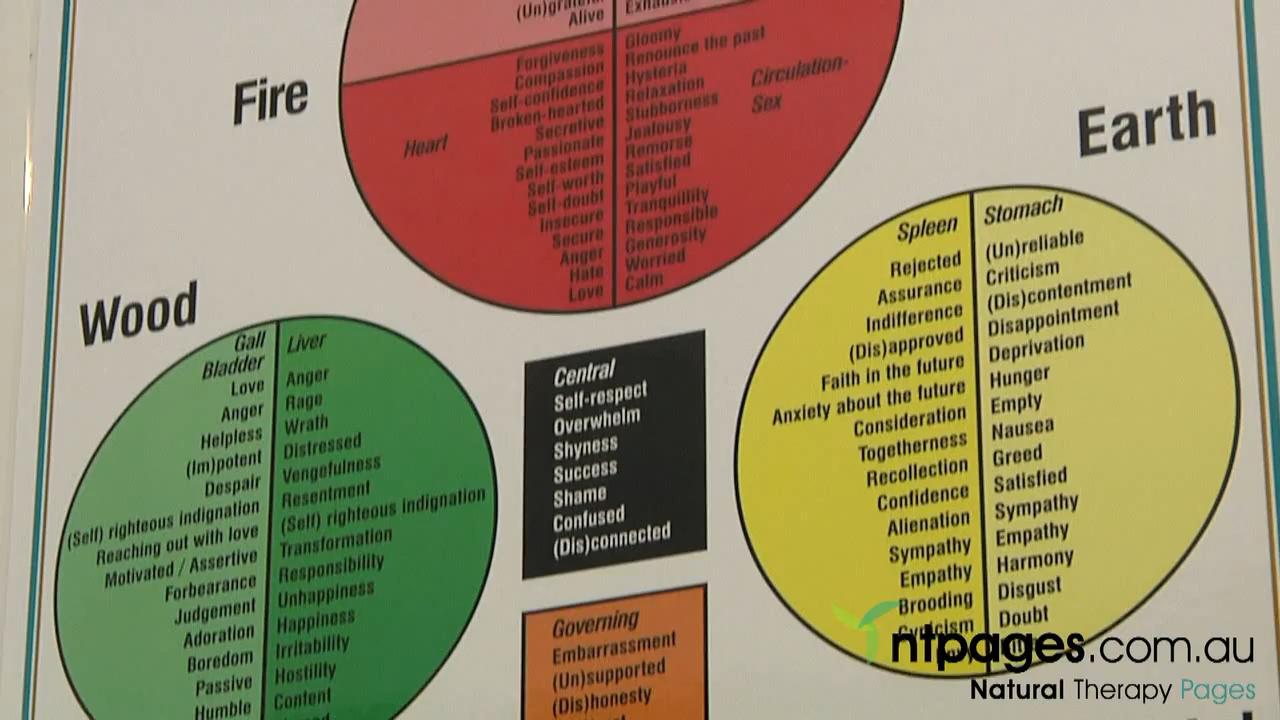 Fire
Alive
Gloomy
Forgiveness
Renounce the past
Compassion
Hysteria
Self-confidence
Relaxation
Broken-hearted
Stubborness
Secretive
Jealousy
Passionate
Remorse
Self-esteem
Satisfied
Self-worth
Playful
Self-doubt
Tranquillity
Insecure
Responsible
Secure
Generosity
Anger
Worried
Hate
Calm
Love
Heart
Circulation-
Sex
Earth
Spleen
Rejected
Assurance
Indifference
(Dis)approved
Faith in the future
Anxiety about the future
Consideration
Togetherness
Recollection
Confidence
Alienation
Sympathy
Empathy
Brooding
Stomach
(Un)reliable
Criticism
(Dis)contentment
Disappointment
Deprivation
Hunger
Empty
Nausea
Greed
Satisfied
Sympathy
Empathy
Harmony
Disgust
Doubt
Wood
Gall
Bladder
Love
Anger
Helpless
(Im)potent
Despair
(Self) righteous indignation
Reaching out with love
Motivated / Assertive
Forbearance
Judgement
Adoration
Boredom
Passive
Humble
Liver
Anger
Rage
Wrath
Distressed
Vengefulness
Resentment
(Self) righteous indignation
Transformation
Responsibility
Unhappiness
Happiness
Irritability
Hostility
Content
Central
Self-respect
Overwhelm
Shyness
Success
Shame
Confused
(Dis)connected
Governing
Embarrassment
(Un)supported
(Dis)honesty
ntpages.com.au
Natural Therapy Pages